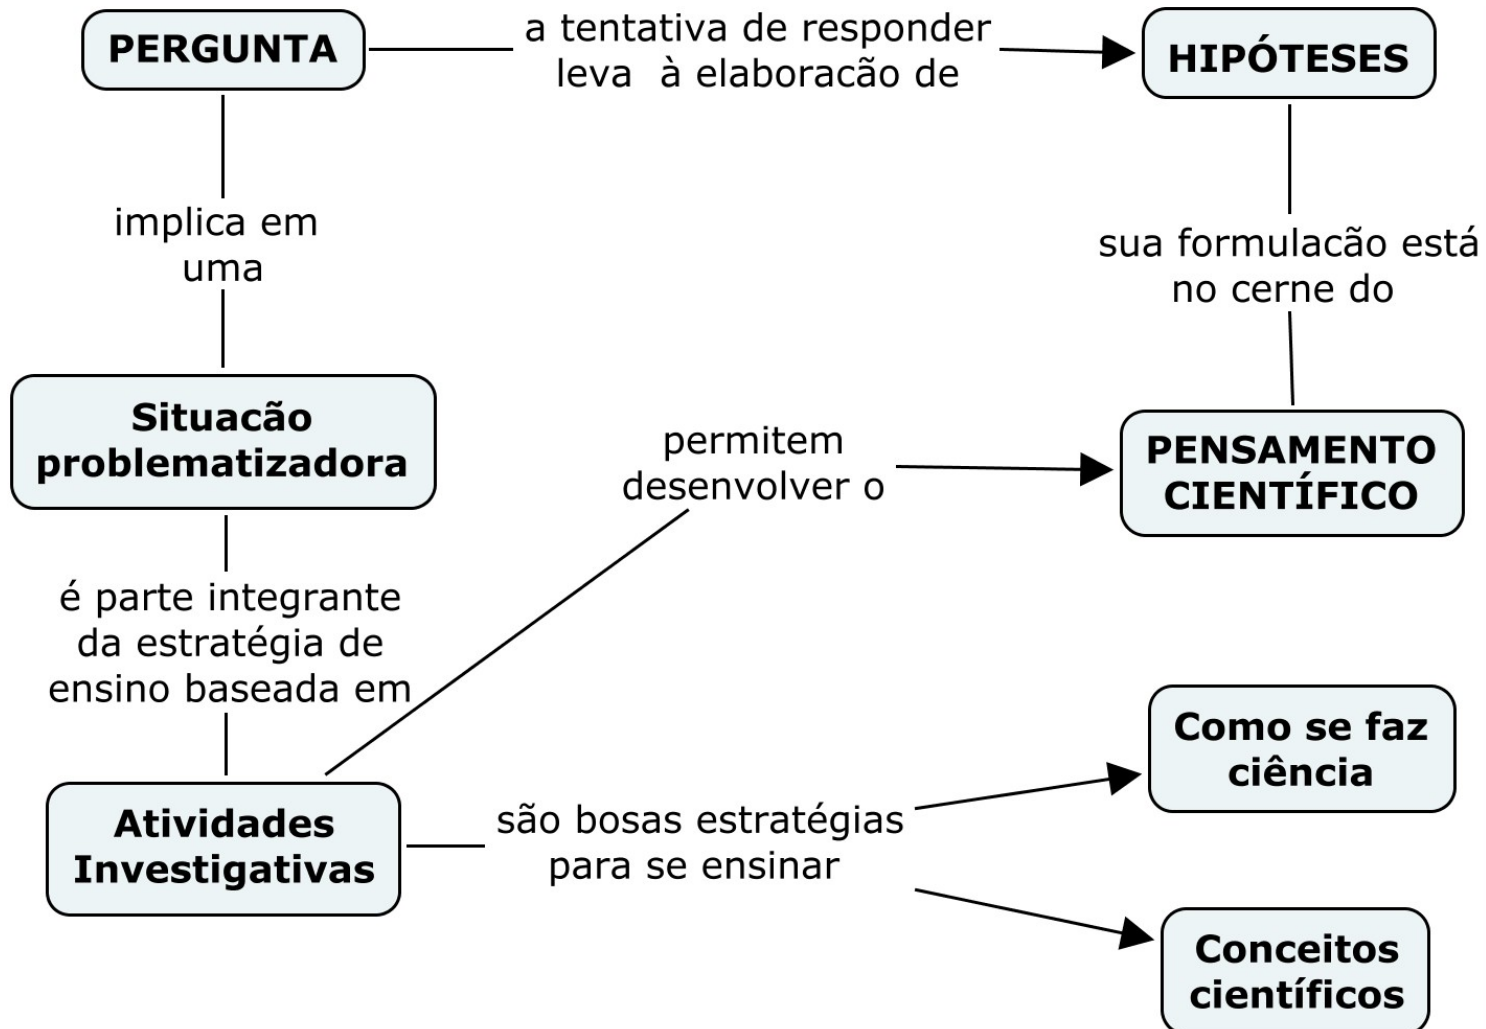 PERGUNTA
a tentativa de responder
leva à elaboracão de
HIPÓTESES
implica em
uma
sua formulacão está
no cerne do
Situacão
problematizadora
permitem
desenvolver o
PENSAMENTO
CIENTÍFICO
é parte integrante
da estratégia de
ensino baseada em
Atividades
Investigativas
são bosas estratégias
para se ensinar
Como se faz
ciência
Conceitos
científicos